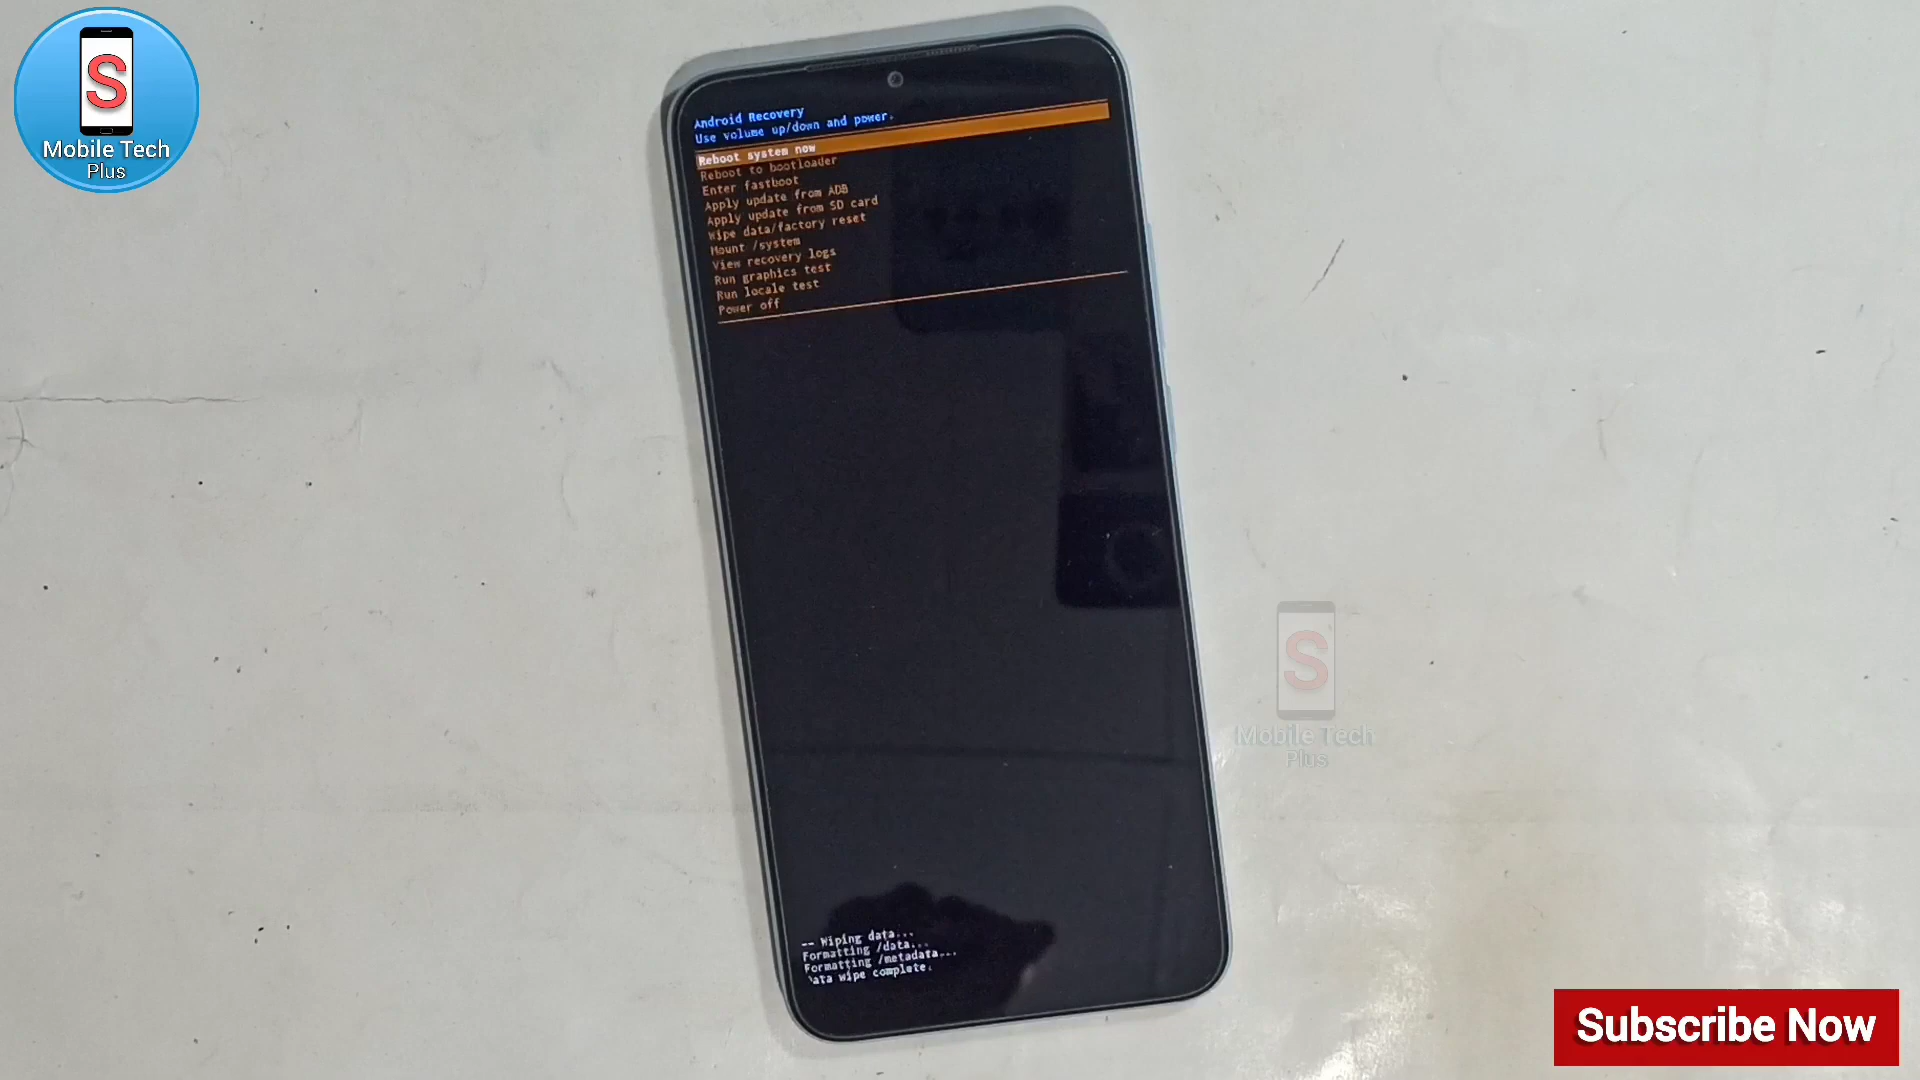 S
Mobile Tech
Plus
Android Recovery
Use volume up/down and power.
Reboot system now
Reboot to bootloader
Enter fastboot
Apply update from ADB
Apply update from SD card
Wipe data/factory reset
Mount /system
View recovery logs
Run graphics test
Run locale test
Power off
S
Mobile Tech
Plus
-- Wiping data...
Formatting /data...
Formatting /metadata...
ata wipe complete.
Subscribe Now